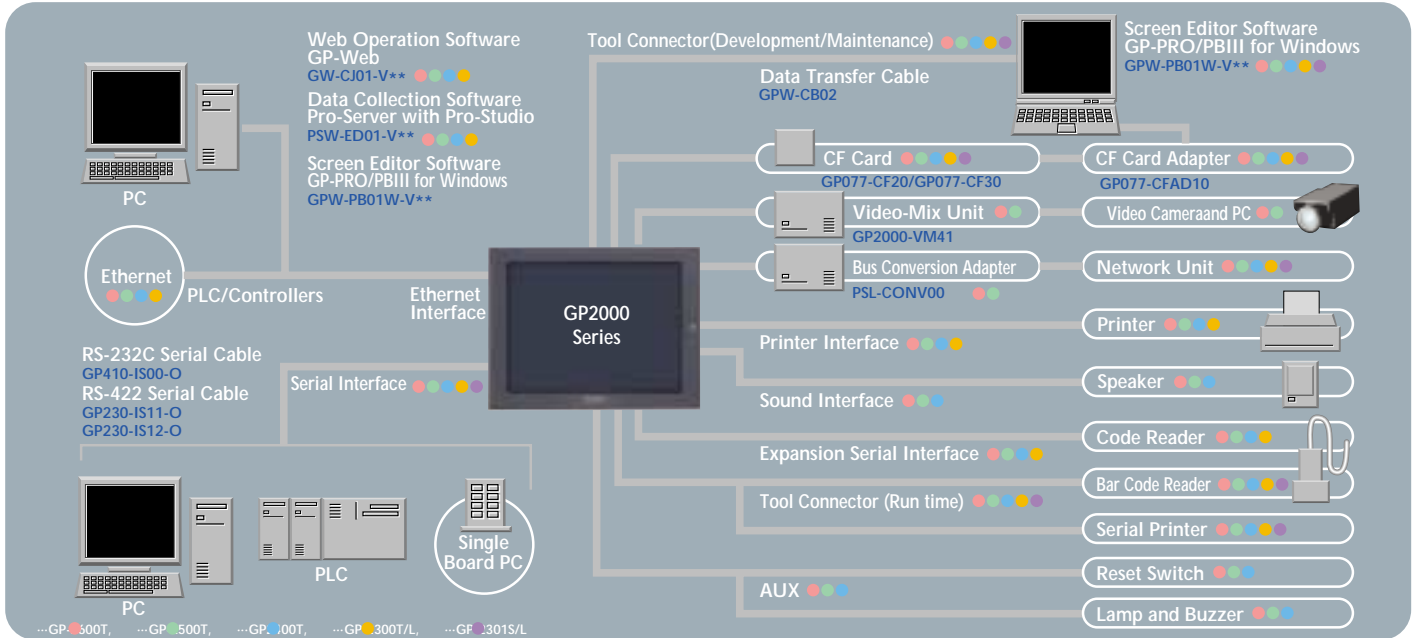 Web Operation Software
GP-Web
GW-CJ01-V**
Data Collection Software
Pro-Server with Pro-Studio
PSW-ED01-V**
Screen Editor Software
GP-PRO/PBIII for Windows
GPW-PB01W-V**
PC
Ethernet
PLC/Controllers
Ethernet
Interface
RS-232C Serial Cable
GP410-IS00-O
RS-422 Serial Cable
GP230-IS11-O
GP230-IS12-O
Serial Interface
GP2000
Series
PC
PLC
Single
Board PC
Tool Connector(Development/Maintenance)
Data Transfer Cable
GPW-CB02
Screen Editor Software
GP-PRO/PBIII for Windows
GPW-PB01W-V**
CF Card
GP077-CF20/GP077-CF30
CF Card Adapter
GP077-CFAD10
Video-Mix Unit
GP2000-VM41
Video Cameraand PC
Bus Conversion Adapter
PSL-CONV00
Network Unit
Printer Interface
Printer
Sound Interface
Speaker
Expansion Serial Interface
Code Reader
Tool Connector (Run time)
Bar Code Reader
Serial Printer
AUX
Reset Switch
Lamp and Buzzer